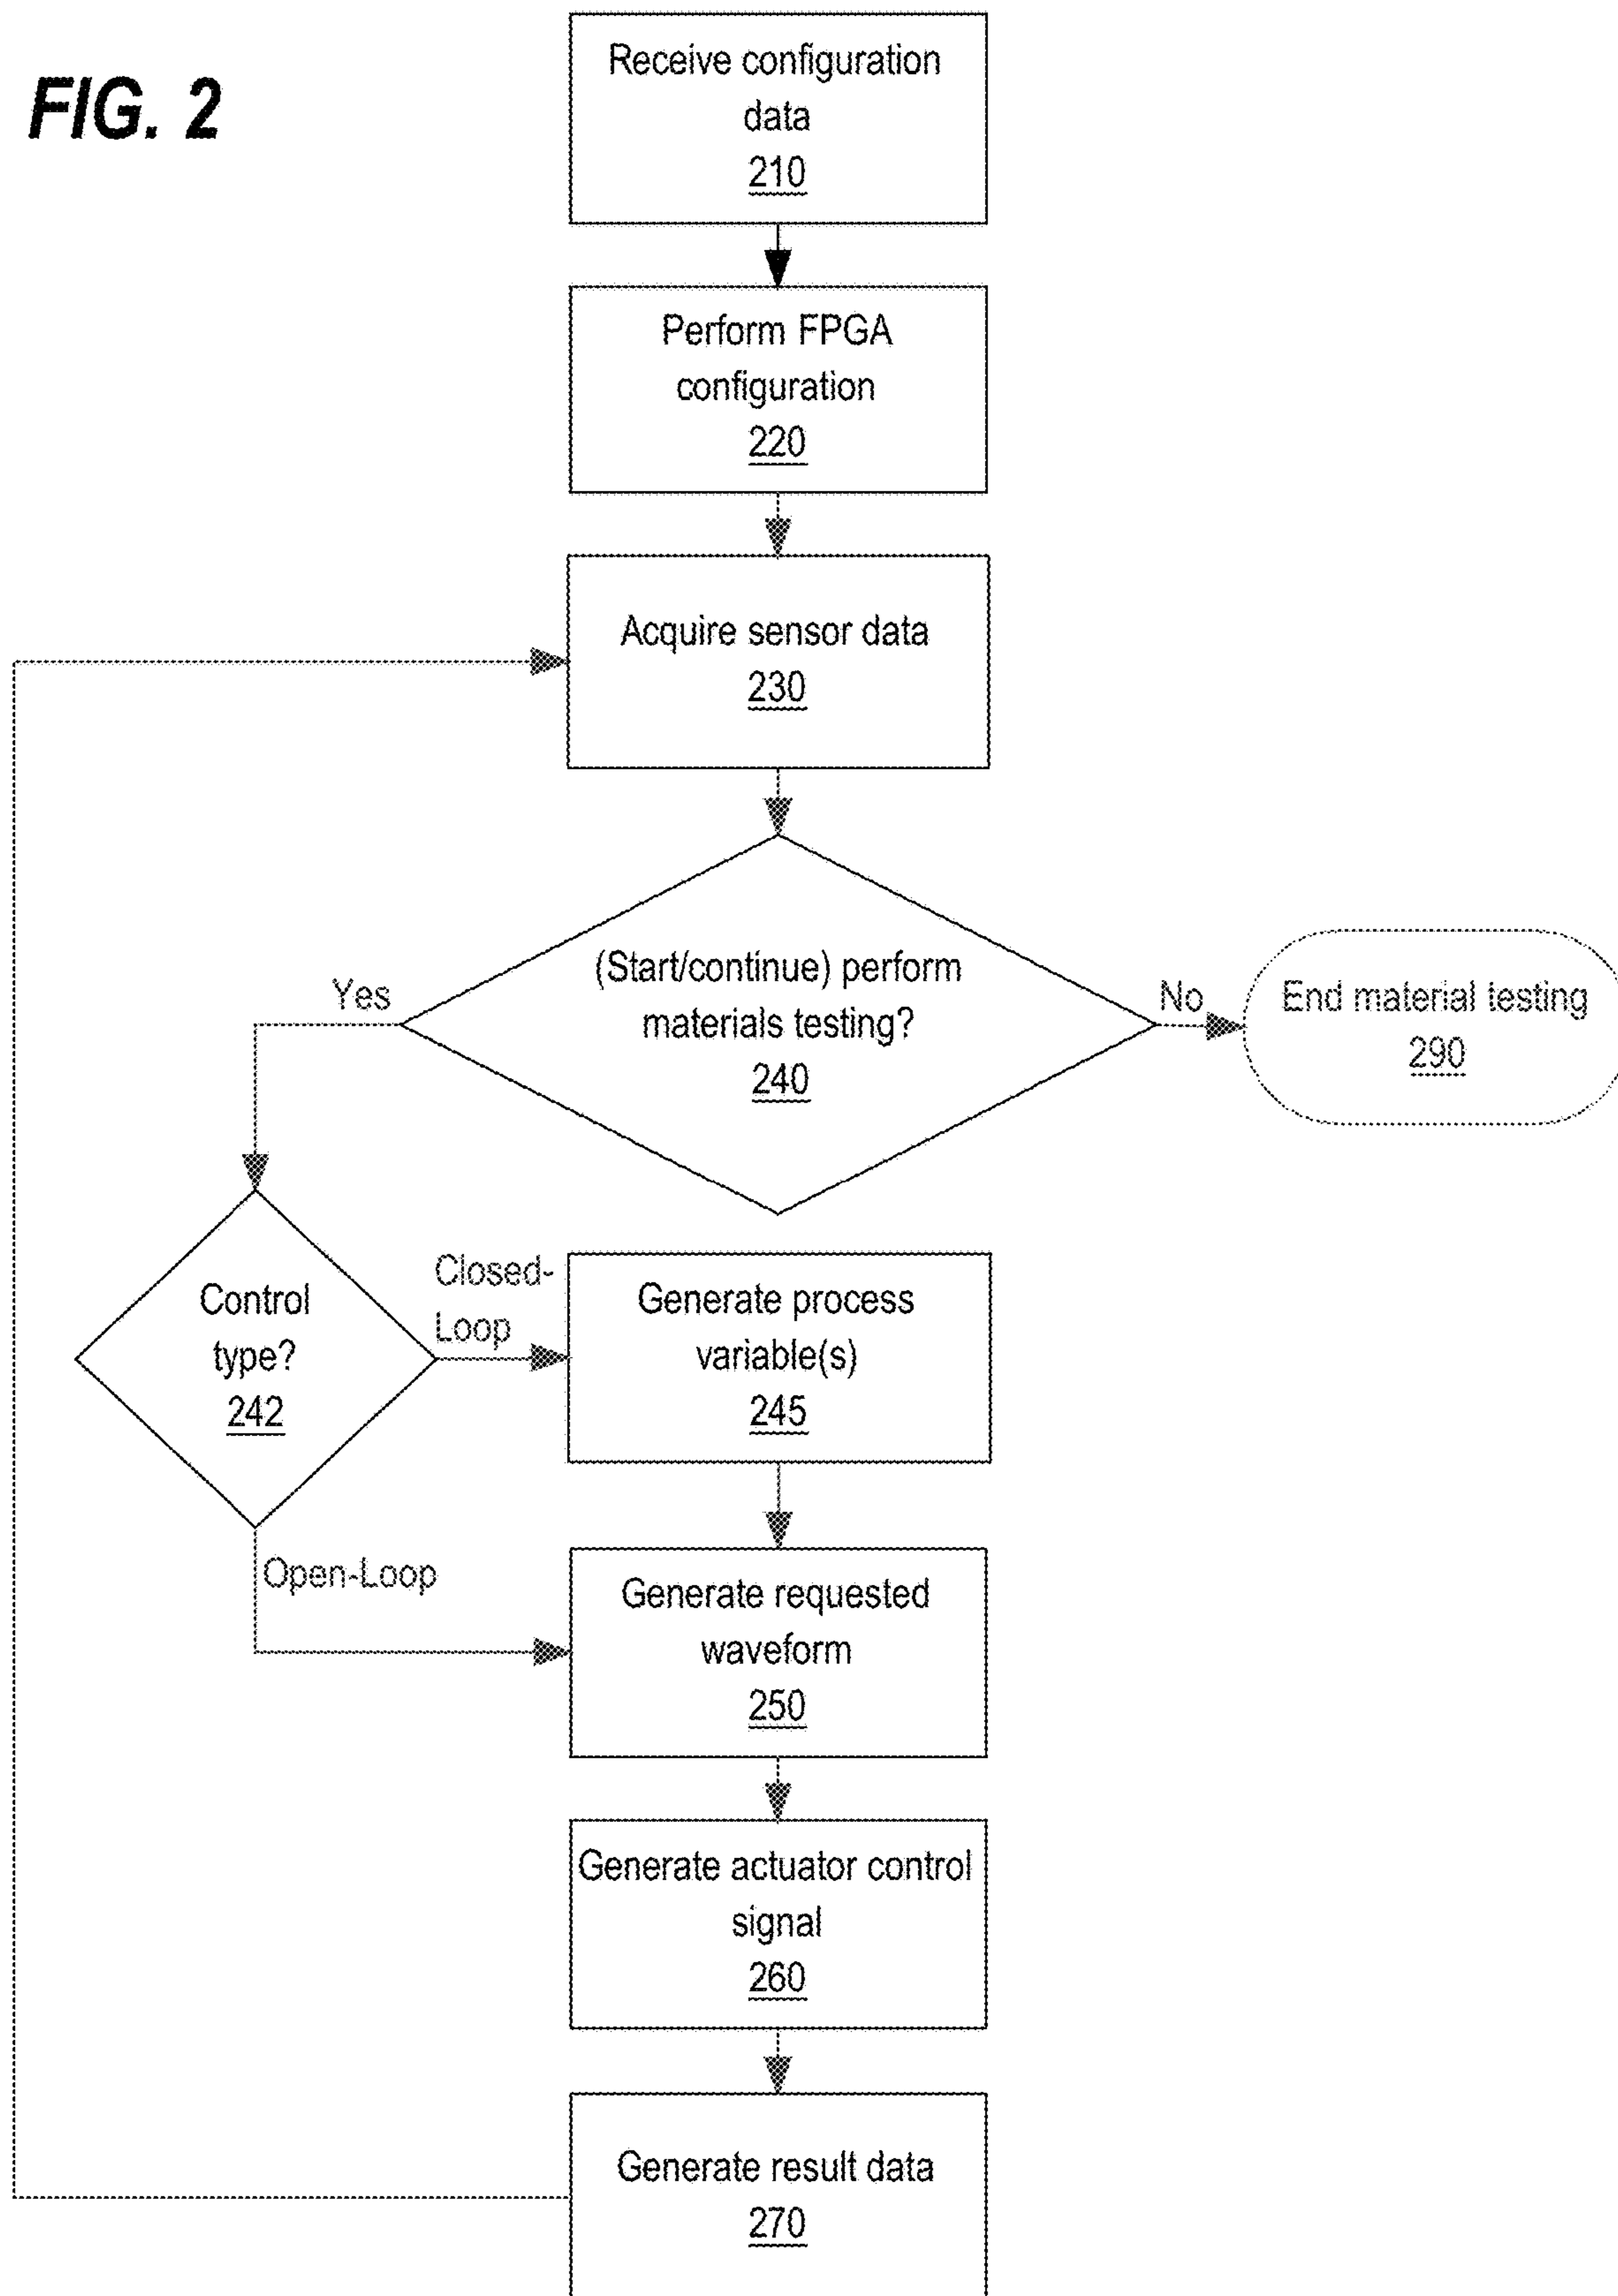 FIG. 2
Receive configuration
data
210
Perform FPGA
configuration
220
Acquire sensor data
230
(Start/continue) perform
materials testing?
240
Yes
No
End material testing
290
Control
type?
242
Closed-
Loop
Generate process
variable(s)
245
Open-Loop
Generate requested
waveform
250
Generate actuator control
signal
260
Generate result data
270